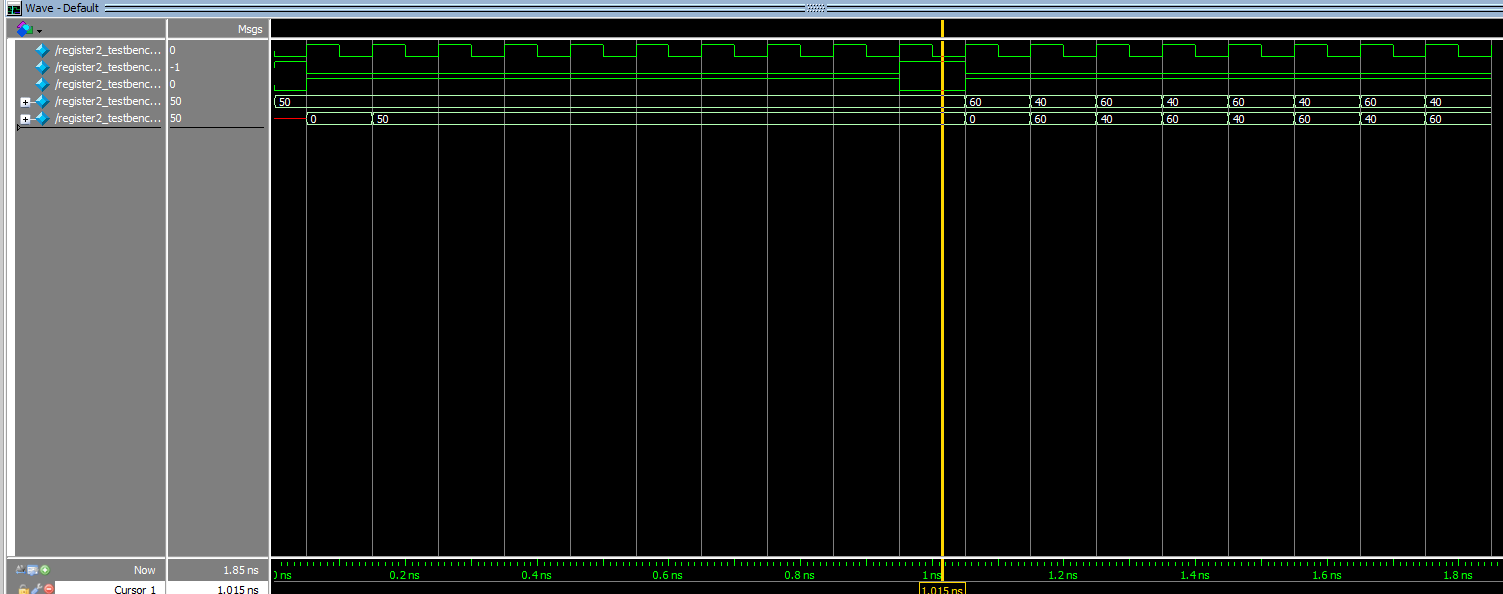 Wave - Default
Msgs
/register2_testbenc... 0
/register2_testbenc... -1
/register2_testbenc... 0
/register2_testbenc... 50 50 60 40 60 40 60 40 60 40
/register2_testbenc... 50 0 50 0 60 40 60 40 60 40 60
Now 1.85 ns 0 ns 0.2 ns 0.4 ns 0.6 ns 0.8 ns 1 ns 1.2 ns 1.4 ns 1.6 ns 1.8 ns
Cursor 1 1.015 ns 1.015 ns